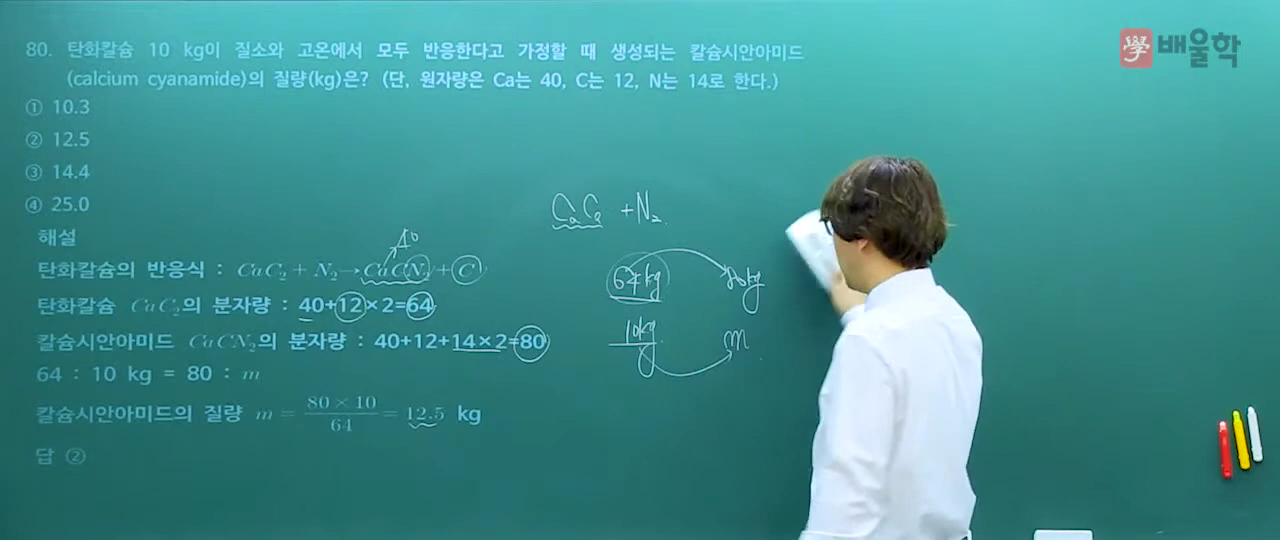 80. 탄화칼슘 10 kg이 질소와 고온에서 모두 반응한다고 가정할 때 생성되는 칼슘시안아미드
(calcium cyanamide)의 질량(kg)은? (단, 원자량은 Ca는 40, C는 12, N는 14로 한다.)
① 10.3
② 12.5
③ 14.4
④ 25.0
해설
탄화칼슘의 반응식 : CaC₂ + N₂ → CaCN₂ + C
탄화칼슘 CaC₂의 분자량 : 40+12×2=64
칼슘시안아미드 CaCN₂의 분자량 : 40+12+14×2=80
64 : 10 kg = 80 : m
칼슘시안아미드의 질량 m = 80 × 10 / 64 = 12.5 kg
답 ②
40
CaC₂ + N₂
64kg 80kg
10kg m
學 배울학